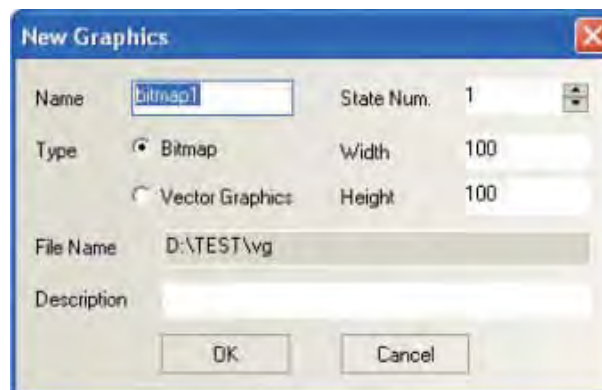 New Graphics
Name bitmap1 State Num. 1
Type Bitmap Width 100
Vector Graphics Height 100
File Name D:\TEST\vg
Description
OK Cancel